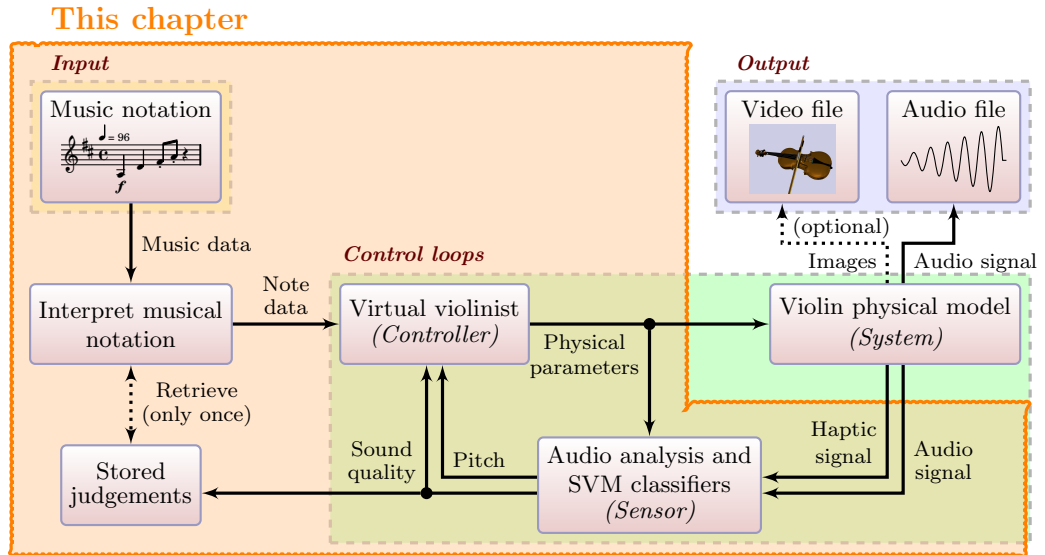 This chapter
Input
Output
Music notation
= 96
f
Video file
Audio file
Music data
(optional)
Images
Audio signal
Control loops
Interpret musical
notation
Note
data
Virtual violinist
(Controller)
Physical
parameters
Violin physical model
(System)
Retrieve
(only once)
Stored
judgements
Sound
quality
Pitch
Audio analysis and
SVM classifiers
(Sensor)
Haptic
signal
Audio
signal